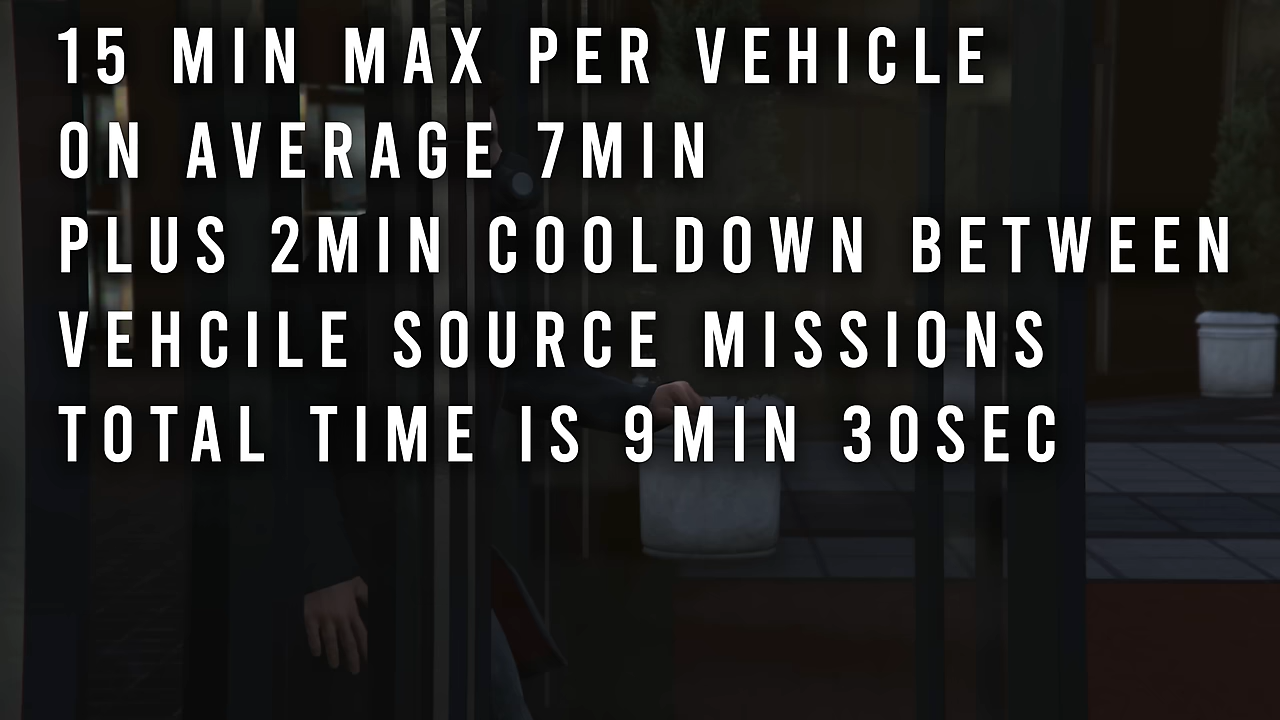 15 MIN MAX PER VEHICLE
ON AVERAGE 7MIN
PLUS 2MIN COOLDOWN BETWEEN
VEHCILE SOURCE MISSIONS
TOTAL TIME IS 9MIN 30SEC